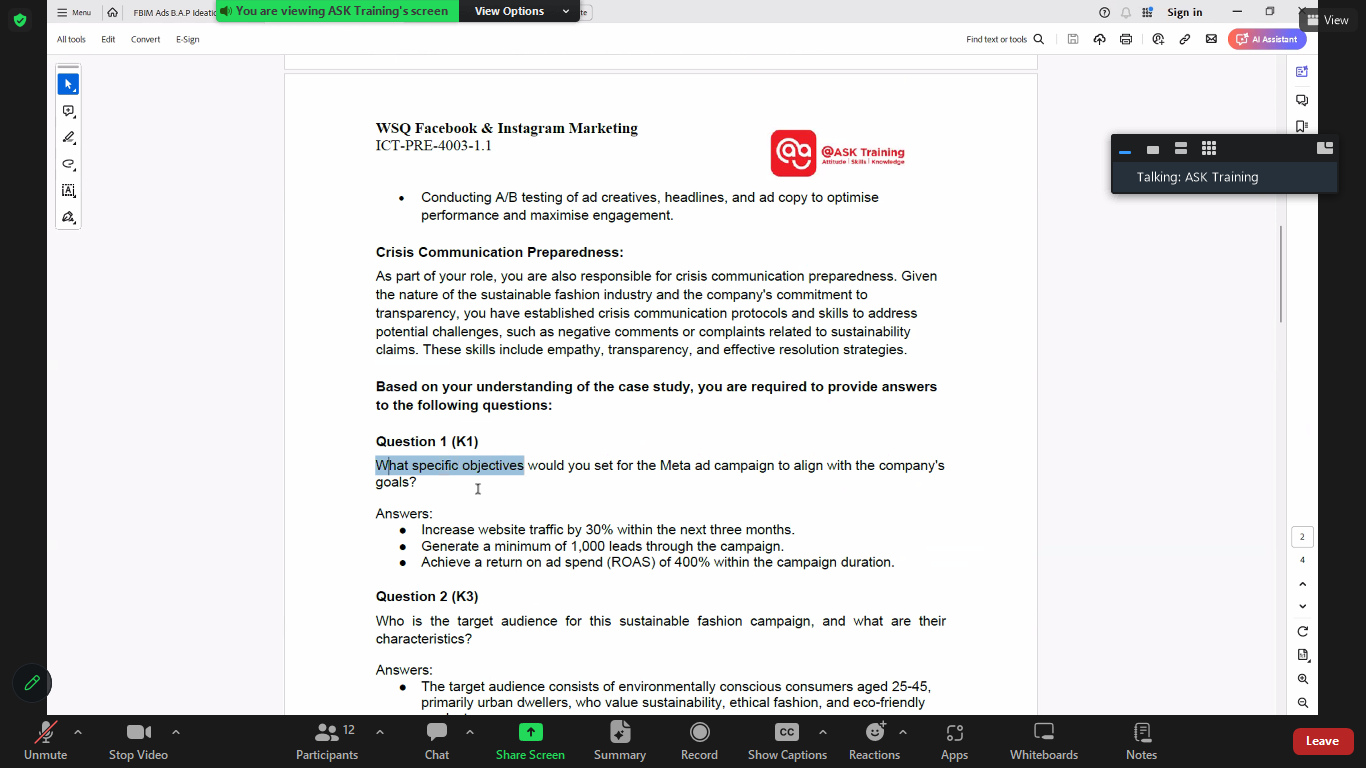 Menu
FBIM Ads B.A.P Ideatic
You are viewing ASK Training's screen
View Options
te
Sign in
View
All tools
Edit
Convert
E-Sign
Find text or tools
AI Assistant
Talking: ASK Training
WSQ Facebook & Instagram Marketing
ICT-PRE-4003-1.1
@ASK Training
Attitude | Skills | Knowledge
• Conducting A/B testing of ad creatives, headlines, and ad copy to optimise
performance and maximise engagement.
Crisis Communication Preparedness:
As part of your role, you are also responsible for crisis communication preparedness. Given
the nature of the sustainable fashion industry and the company's commitment to
transparency, you have established crisis communication protocols and skills to address
potential challenges, such as negative comments or complaints related to sustainability
claims. These skills include empathy, transparency, and effective resolution strategies.
Based on your understanding of the case study, you are required to provide answers
to the following questions:
Question 1 (K1)
What specific objectives would you set for the Meta ad campaign to align with the company's
goals?
Answers:
● Increase website traffic by 30% within the next three months.
● Generate a minimum of 1,000 leads through the campaign.
● Achieve a return on ad spend (ROAS) of 400% within the campaign duration.
Question 2 (K3)
Who is the target audience for this sustainable fashion campaign, and what are their
characteristics?
Answers:
● The target audience consists of environmentally conscious consumers aged 25-45,
primarily urban dwellers, who value sustainability, ethical fashion, and eco-friendly
2
4
Unmute
Stop Video
Participants
12
Chat
Share Screen
Summary
Record
CC
Show Captions
Reactions
Apps
Whiteboards
Notes
Leave